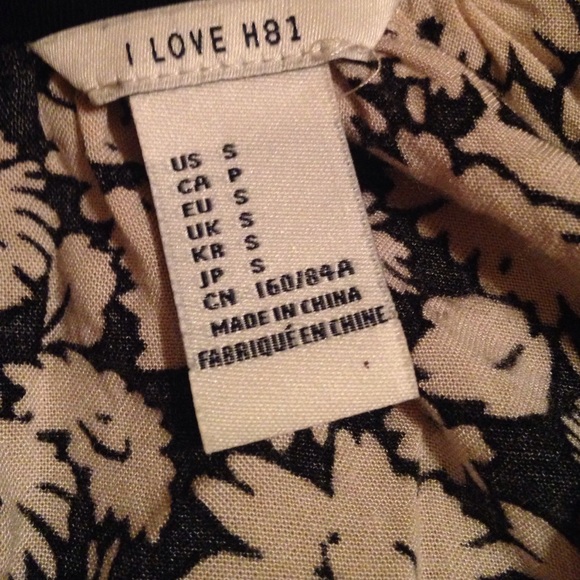 I LOVE H81
US S
CA P
EU S
UK S
KR S
JP S
CN 160/84A
MADE IN CHINA
FABRIQUÉ EN CHINE